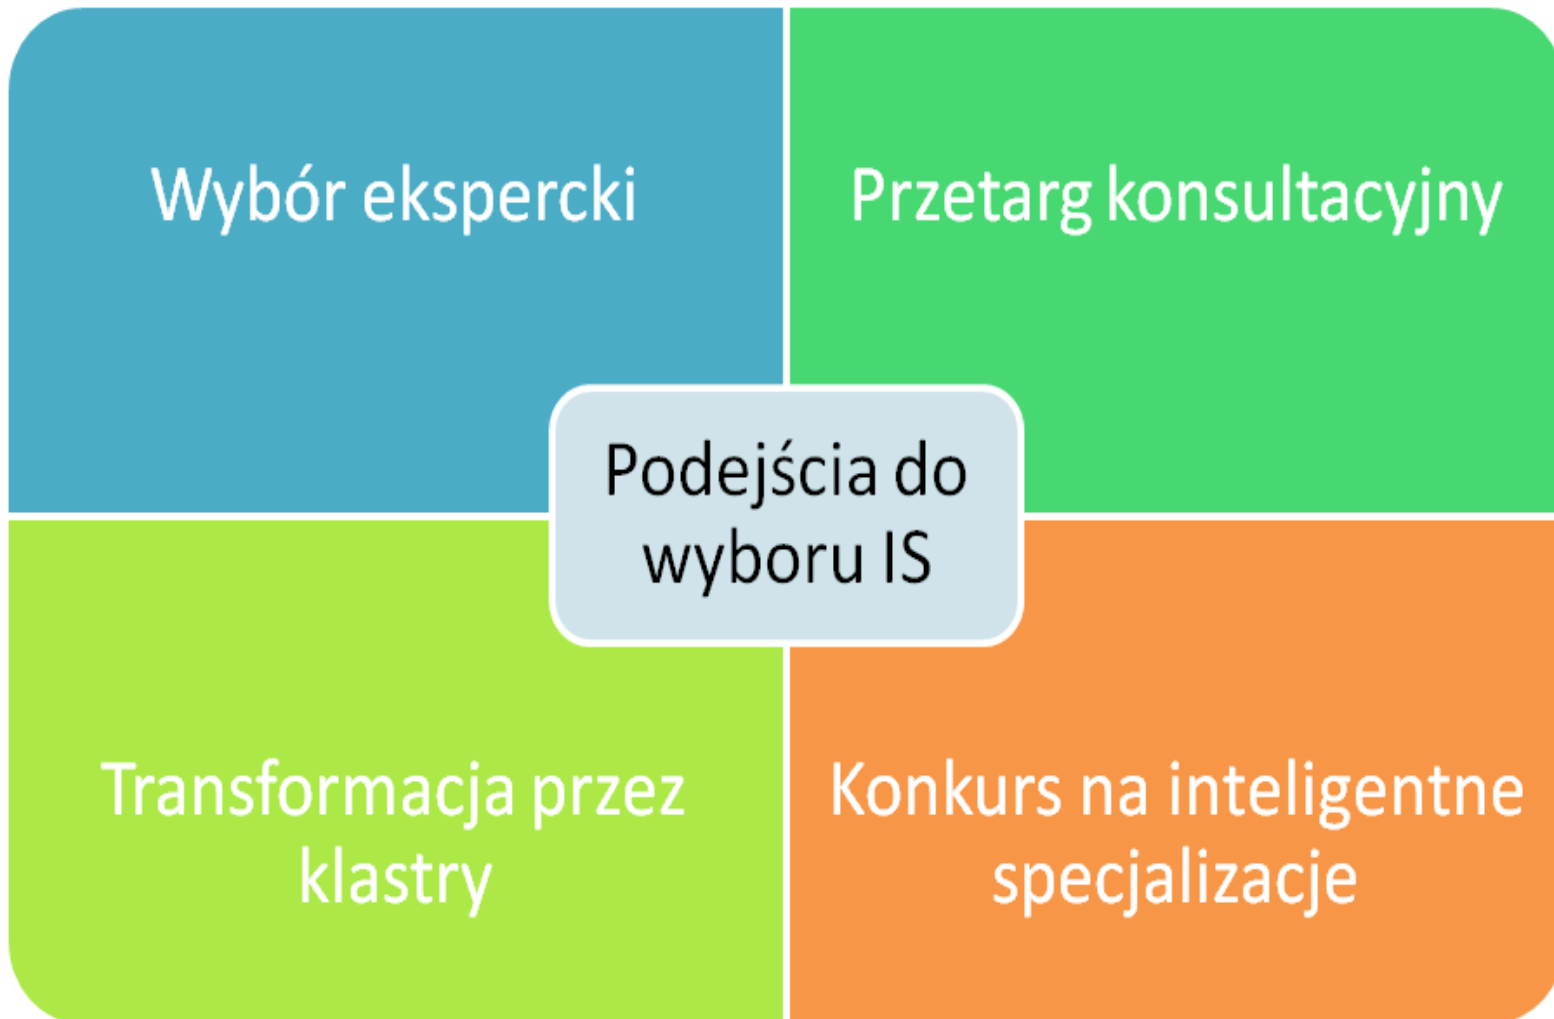 Wybór ekspercki
Przetarg konsultacyjny
Podejścia do
wyboru IS
Transformacja przez
klastry
Konkurs na inteligentne
specjalizacje